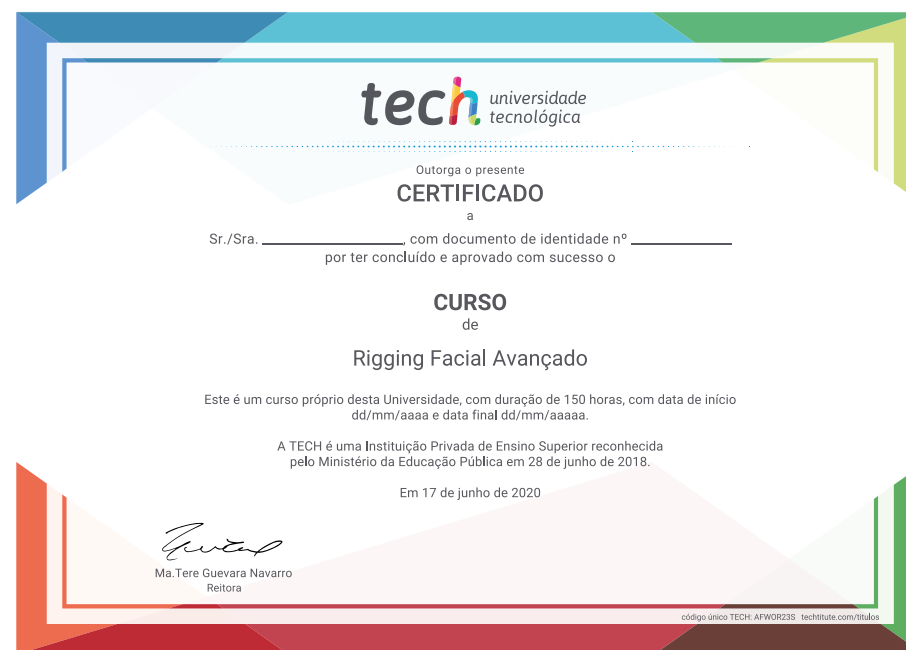 tech universidade
tecnológica
Outorga o presente
CERTIFICADO
a
Sr./Sra. ________________, com documento de identidade nº ___________
por ter concluído e aprovado com sucesso o
CURSO
de
Rigging Facial Avançado
Este é um curso próprio desta Universidade, com duração de 150 horas, com data de início
dd/mm/aaaa e data final dd/mm/aaaaa.
A TECH é uma Instituição Privada de Ensino Superior reconhecida
pelo Ministério da Educação Pública em 28 de junho de 2018.
Em 17 de junho de 2020
Ma.Tere Guevara Navarro
Reitora
código único TECH: AFWOR23S techtitute.com/titulos